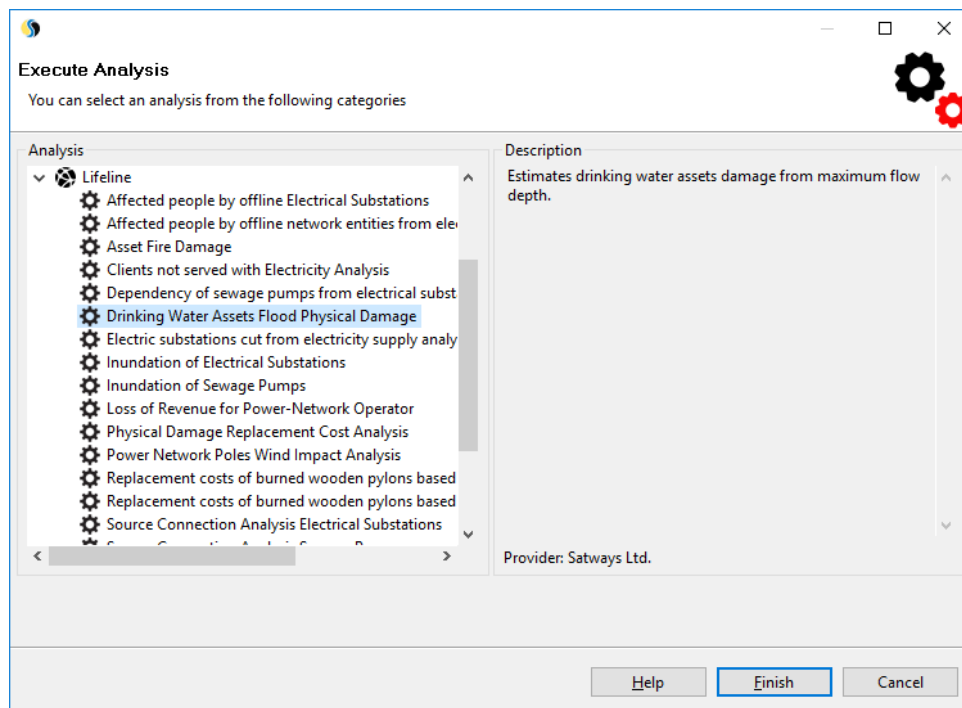 Execute Analysis
You can select an analysis from the following categories
Analysis
Lifeline
Affected people by offline Electrical Substations
Affected people by offline network entities from ele
Asset Fire Damage
Clients not served with Electricity Analysis
Dependency of sewage pumps from electrical subst
Drinking Water Assets Flood Physical Damage
Electric substations cut from electricity supply analy
Inundation of Electrical Substations
Inundation of Sewage Pumps
Loss of Revenue for Power-Network Operator
Physical Damage Replacement Cost Analysis
Power Network Poles Wind Impact Analysis
Replacement costs of burned wooden pylons based
Replacement costs of burned wooden pylons based
Source Connection Analysis Electrical Substations
Description
Estimates drinking water assets damage from maximum flow
depth.
Provider: Satways Ltd.
Help
Finish
Cancel